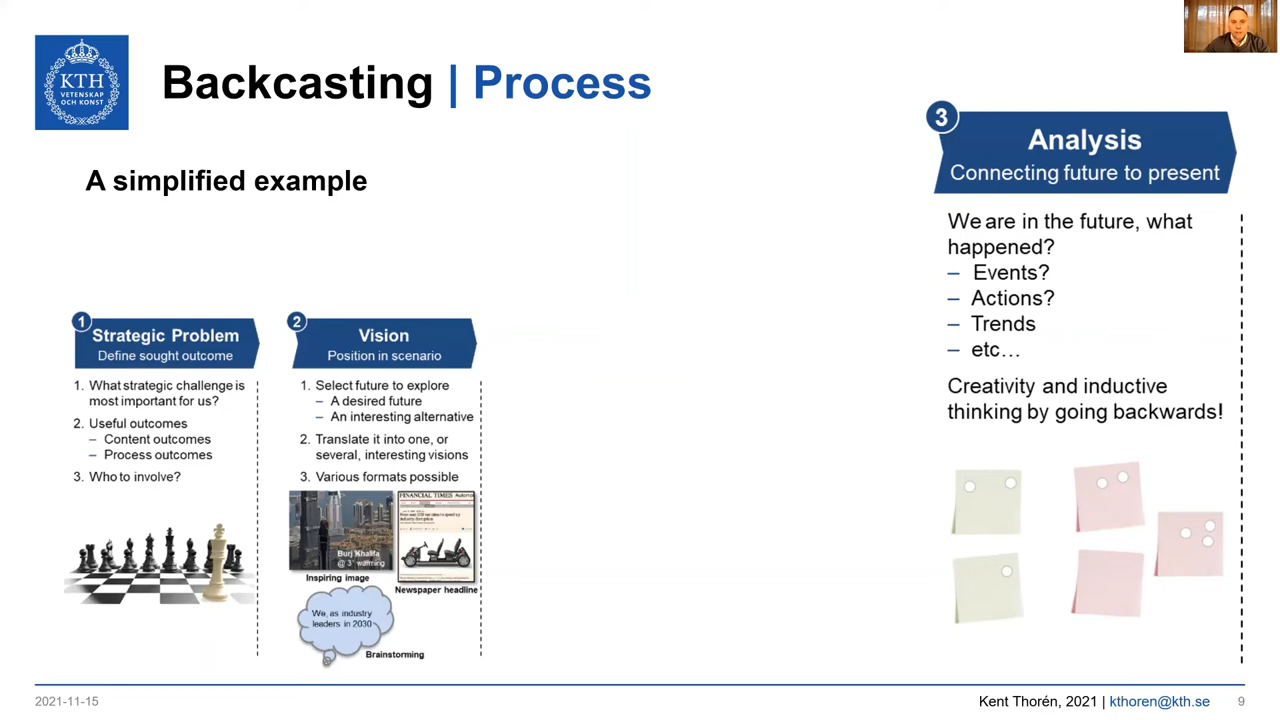 KTH
VETENSKAP
OCH KONST
Backcasting | Process
A simplified example
1
Strategic Problem
Define sought outcome
1. What strategic challenge is
most important for us?
2. Useful outcomes
– Content outcomes
– Process outcomes
3. Who to involve?
2
Vision
Position in scenario
1. Select future to explore
– A desired future
– An interesting alternative
2. Translate it into one, or
several, interesting visions
3. Various formats possible
Burj Khalifa
@ 3° warming
Inspiring image
FINANCIAL TIMES
Newspaper headline
We, as industry
leaders in 2030
Brainstorming
3
Analysis
Connecting future to present
We are in the future, what
happened?
– Events?
– Actions?
– Trends
– etc…
Creativity and inductive
thinking by going backwards!
2021-11-15
Kent Thorén, 2021 | kthoren@kth.se
9